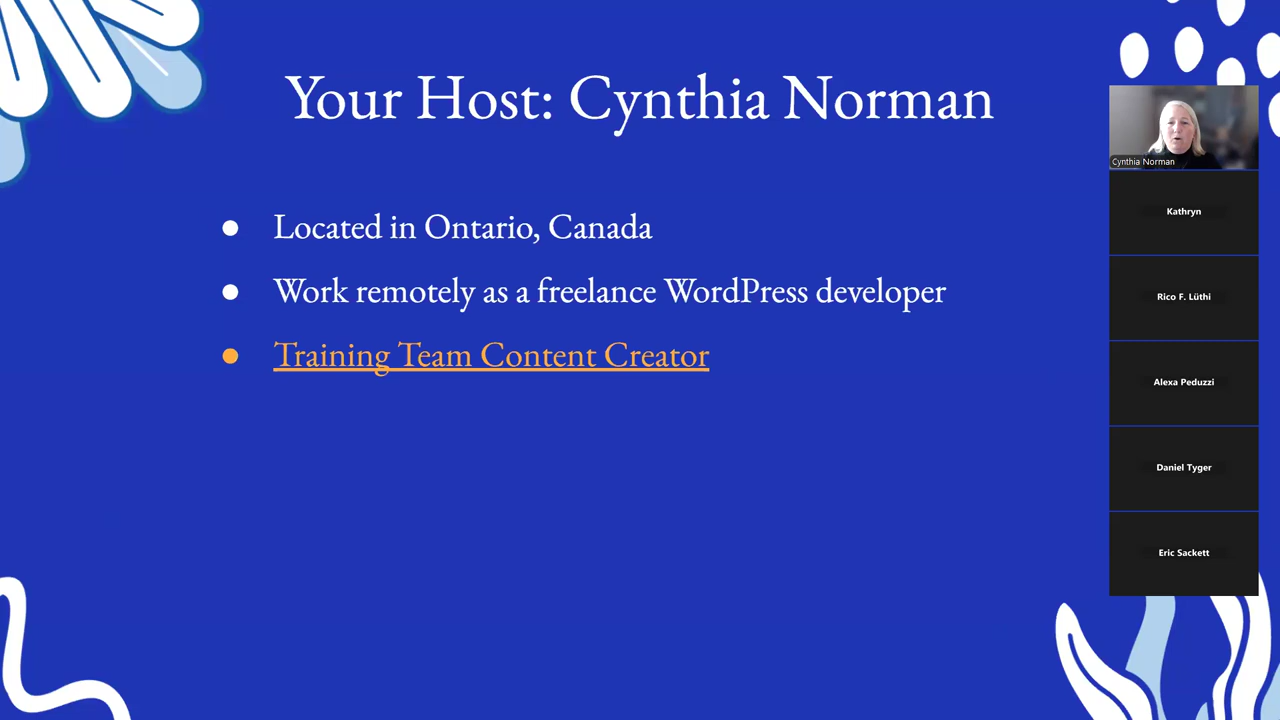 Your Host: Cynthia Norman
● Located in Ontario, Canada
● Work remotely as a freelance WordPress developer
● Training Team Content Creator
Cynthia Norman
Kathryn
Rico F. Lüthi
Alexa Peduzzi
Daniel Tyger
Eric Sackett